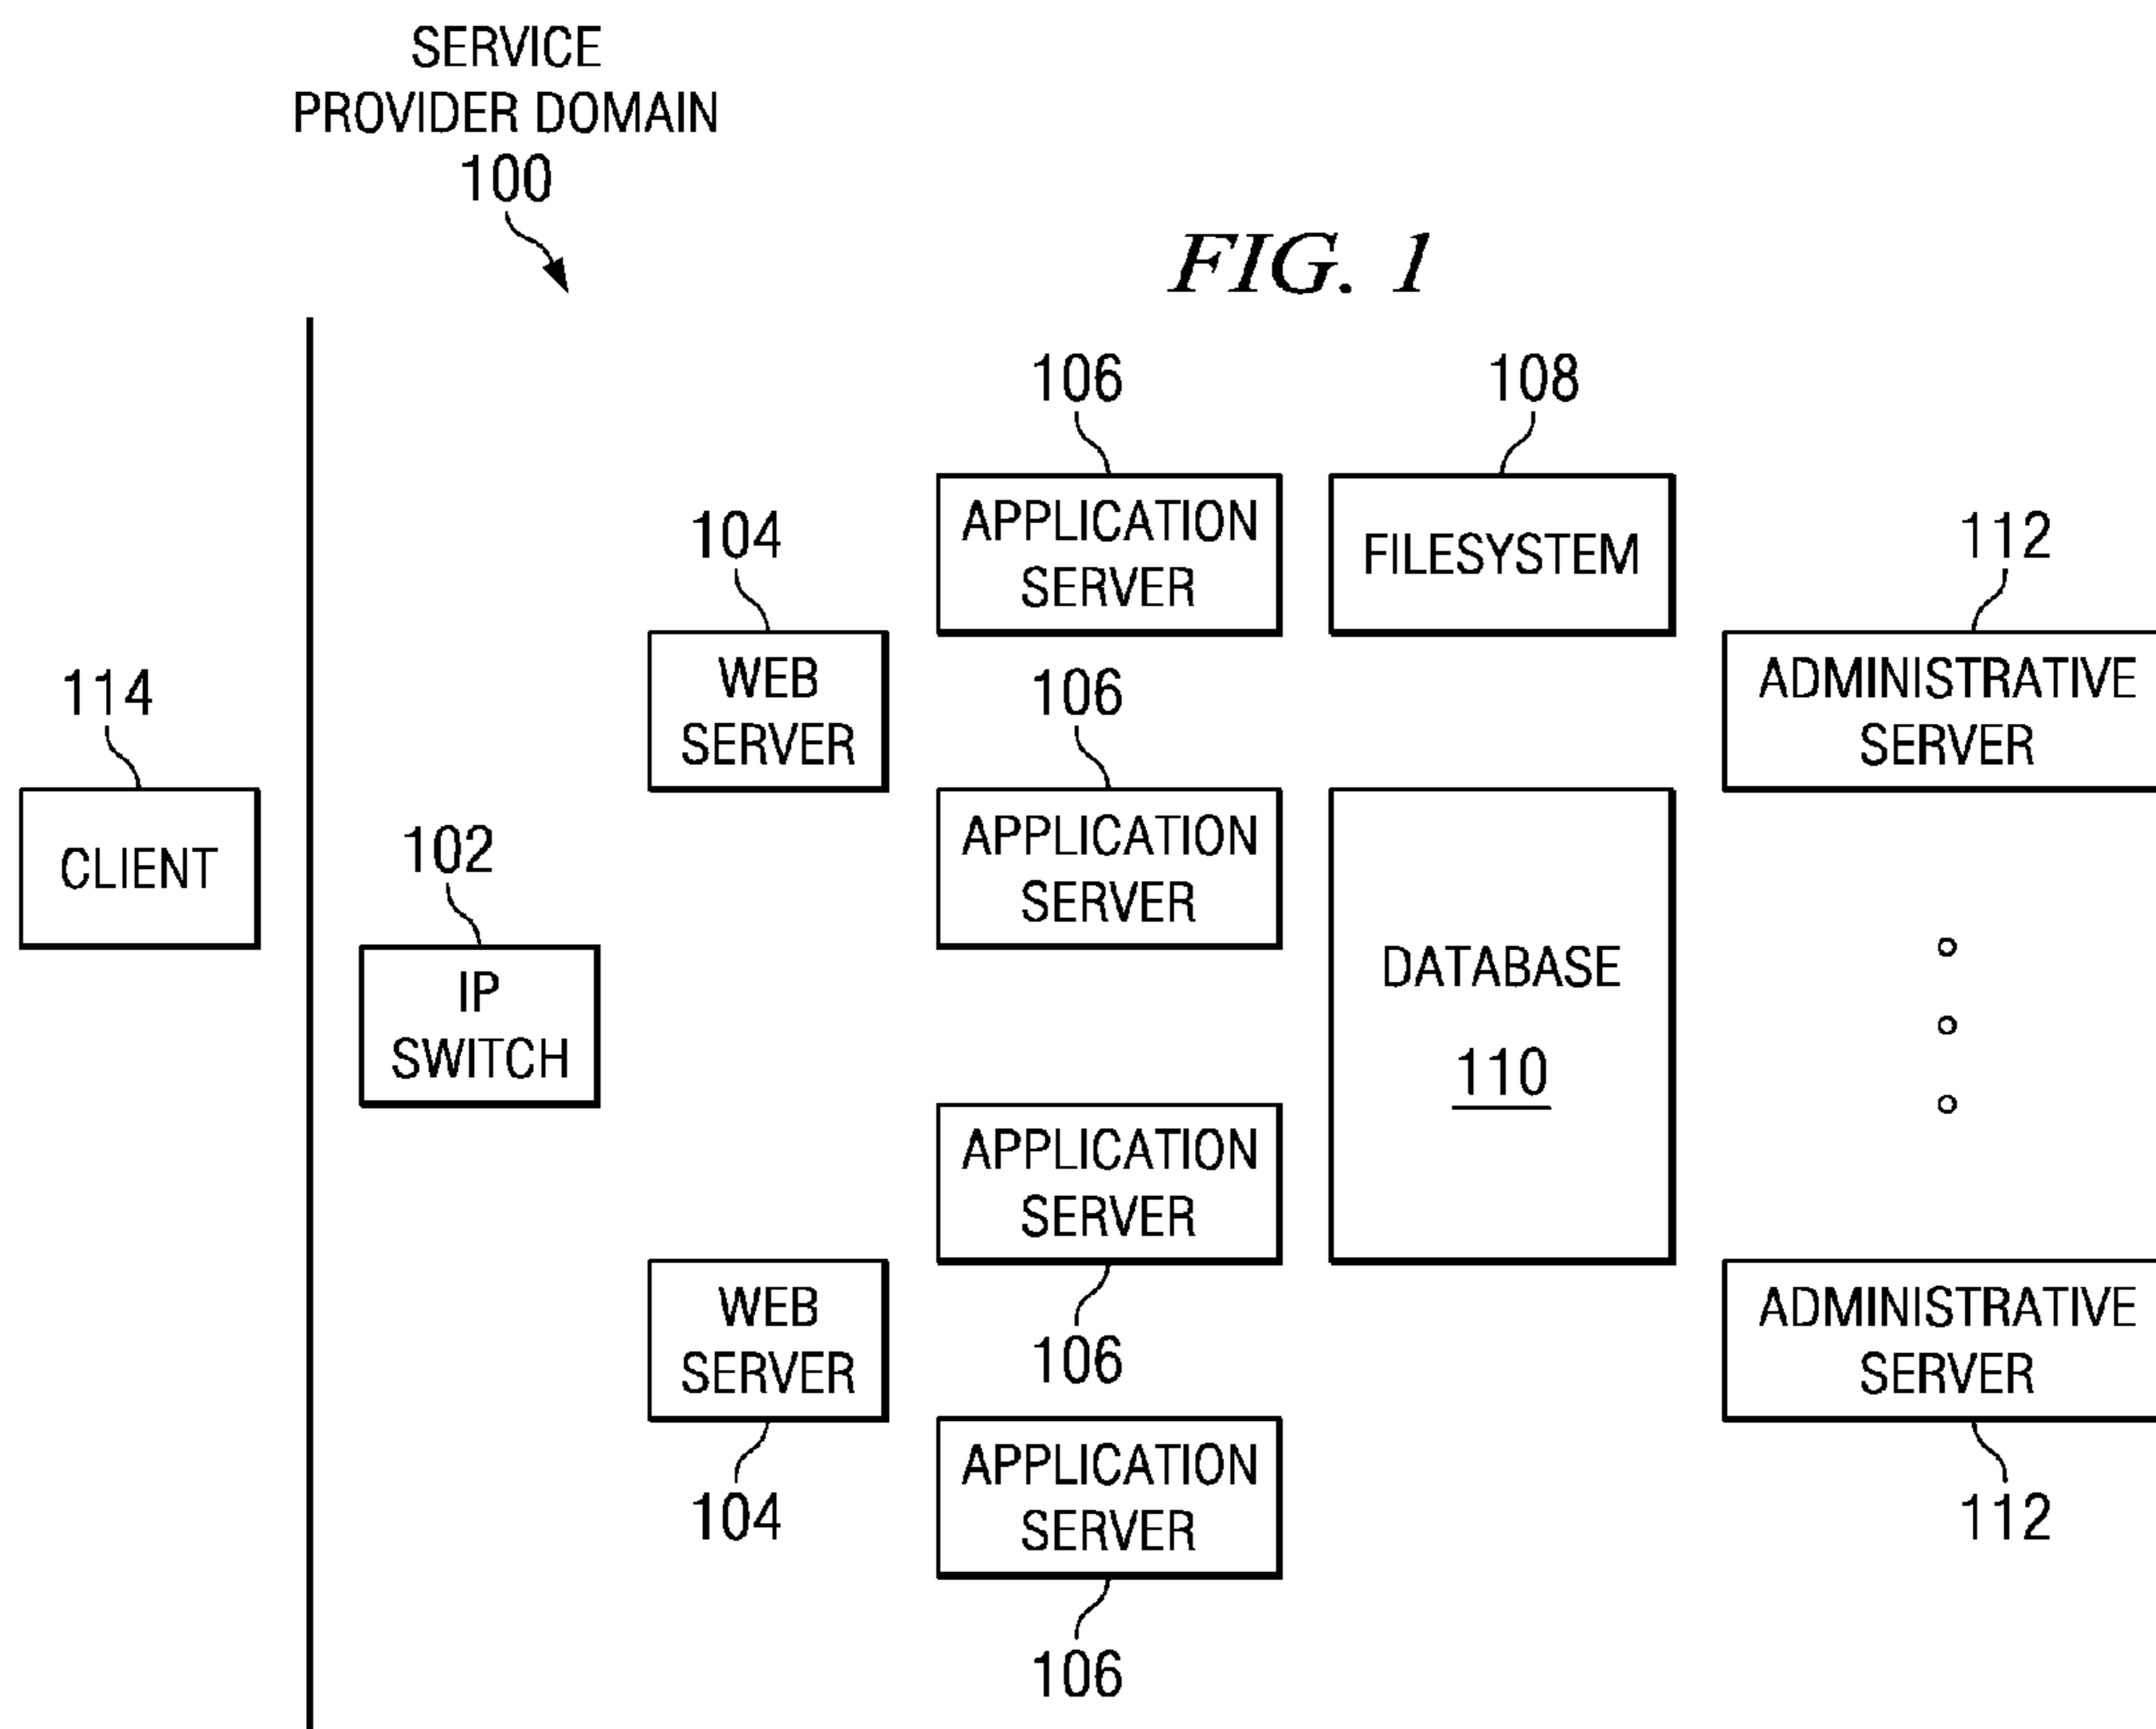 SERVICE
PROVIDER DOMAIN
100
FIG. 1
106
108
APPLICATION
SERVER
FILESYSTEM
104
112
WEB
SERVER
ADMINISTRATIVE
SERVER
114
106
CLIENT
APPLICATION
SERVER
102
IP
SWITCH
DATABASE
110
APPLICATION
SERVER
106
WEB
SERVER
104
ADMINISTRATIVE
SERVER
112
APPLICATION
SERVER
106